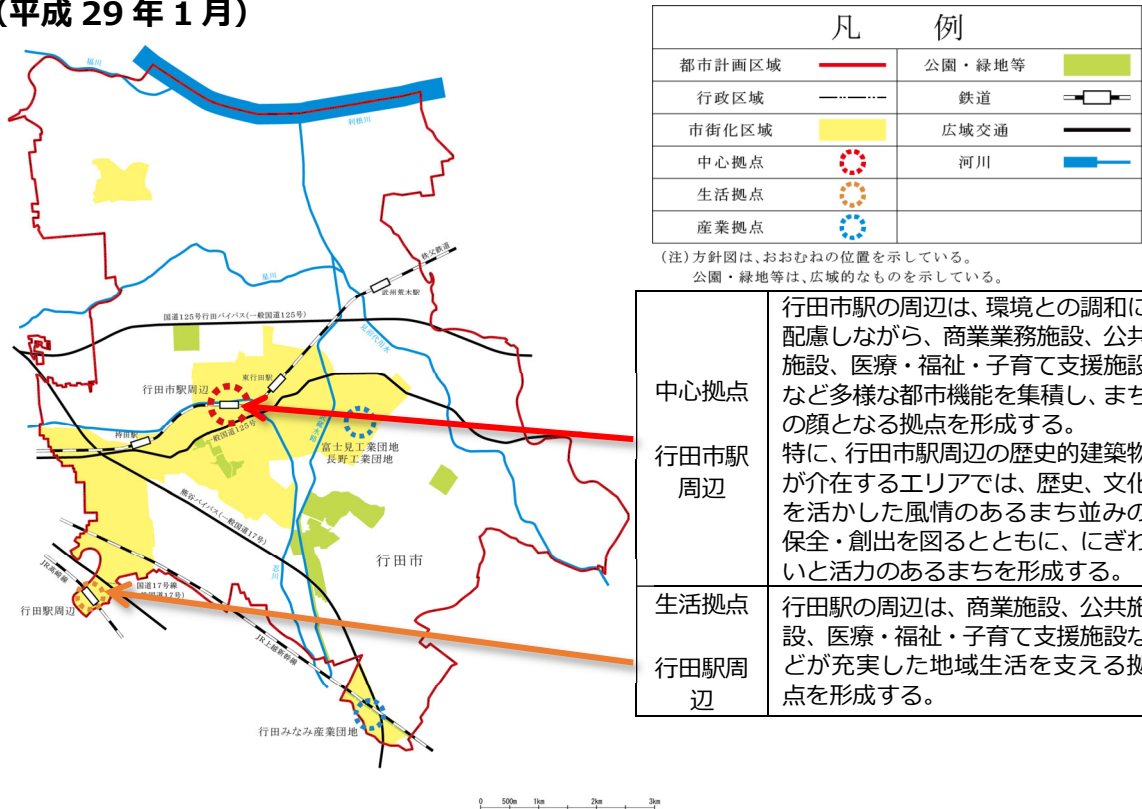 (平成 29 年 1 月)
凡 例
都市計画区域 公園・緑地等
行政区域 鉄道
市街化区域 広域交通
中心拠点 河川
生活拠点
産業拠点
(注)方針図は、おおむねの位置を示している。
公園・緑地等は、広域的なものを示している。
福川
利根川
秩父鉄道
武州荒木駅
星川
見沼代用水
国道125号行田バイパス(一般国道125号)
東行田駅
行田市駅周辺
持田駅
一般国道125号
武蔵水路
富士見工業団地
長野工業団地
熊谷バイパス(一般国道17号)
忍川
行田市
JR高崎線
国道17号線
国道17号)
行田駅周辺
JR上越新幹線
行田みなみ産業団地
0 500m 1km 2km 3km
中心拠点
行田市駅
周辺
行田市駅の周辺は、環境との調和に
配慮しながら、商業業務施設、公共
施設、医療・福祉・子育て支援施設
など多様な都市機能を集積し、まち
の顔となる拠点を形成する。
特に、行田市駅周辺の歴史的建築物
が介在するエリアでは、歴史、文化
を活かした風情のあるまち並みの
保全・創出を図るとともに、にぎわ
いと活力のあるまちを形成する。
生活拠点
行田駅周
辺
行田駅の周辺は、商業施設、公共施
設、医療・福祉・子育て支援施設な
どが充実した地域生活を支える拠
点を形成する。